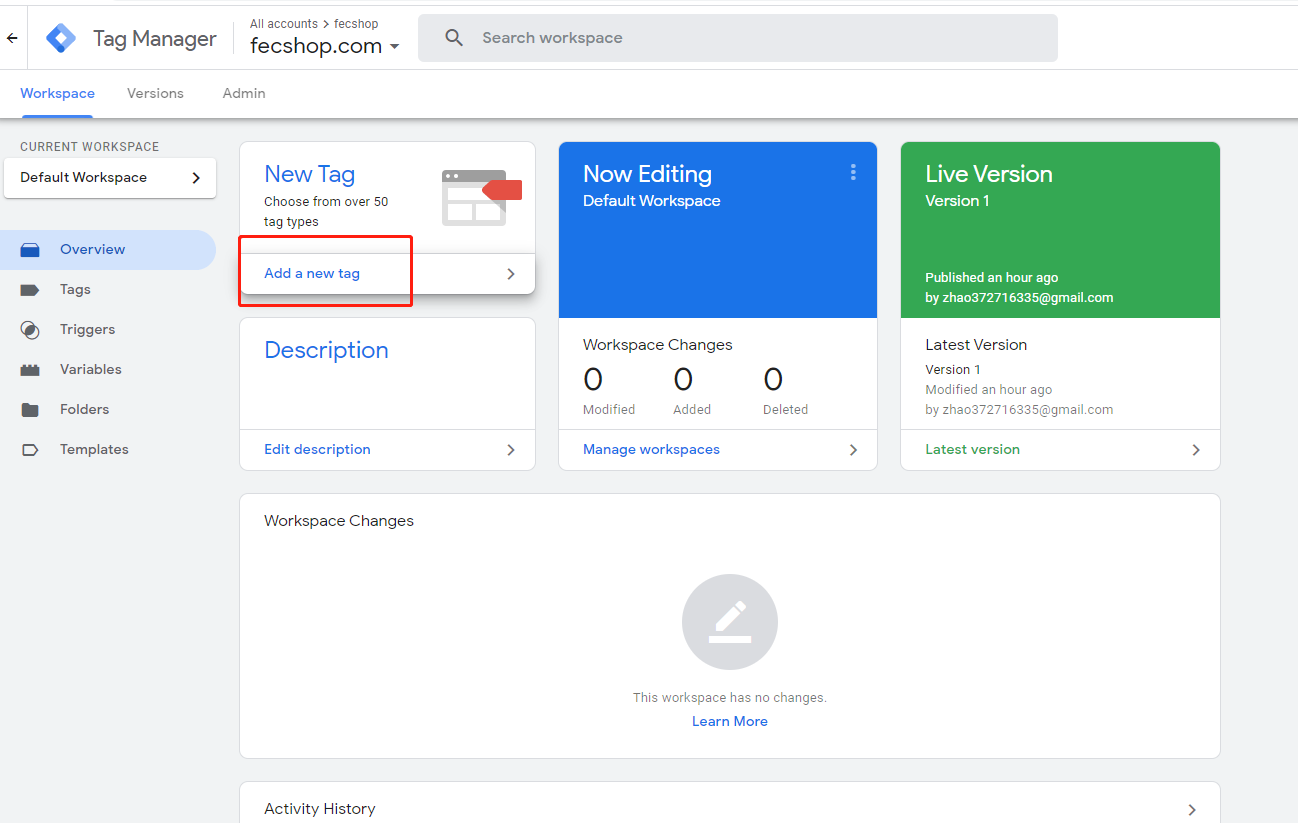 Tag Manager
All accounts > fecshop
fecshop.com
Search workspace
Workspace
Versions
Admin
CURRENT WORKSPACE
Default Workspace
Overview
Tags
Triggers
Variables
Folders
Templates
New Tag
Choose from over 50
tag types
Add a new tag
Description
Edit description
Now Editing
Default Workspace
Workspace Changes
0 0 0
Modified Added Deleted
Manage workspaces
Live Version
Version 1
Published an hour ago
by zhao372716335@gmail.com
Latest Version
Version 1
Modified an hour ago
by zhao372716335@gmail.com
Latest version
Workspace Changes
This workspace has no changes.
Learn More
Activity History